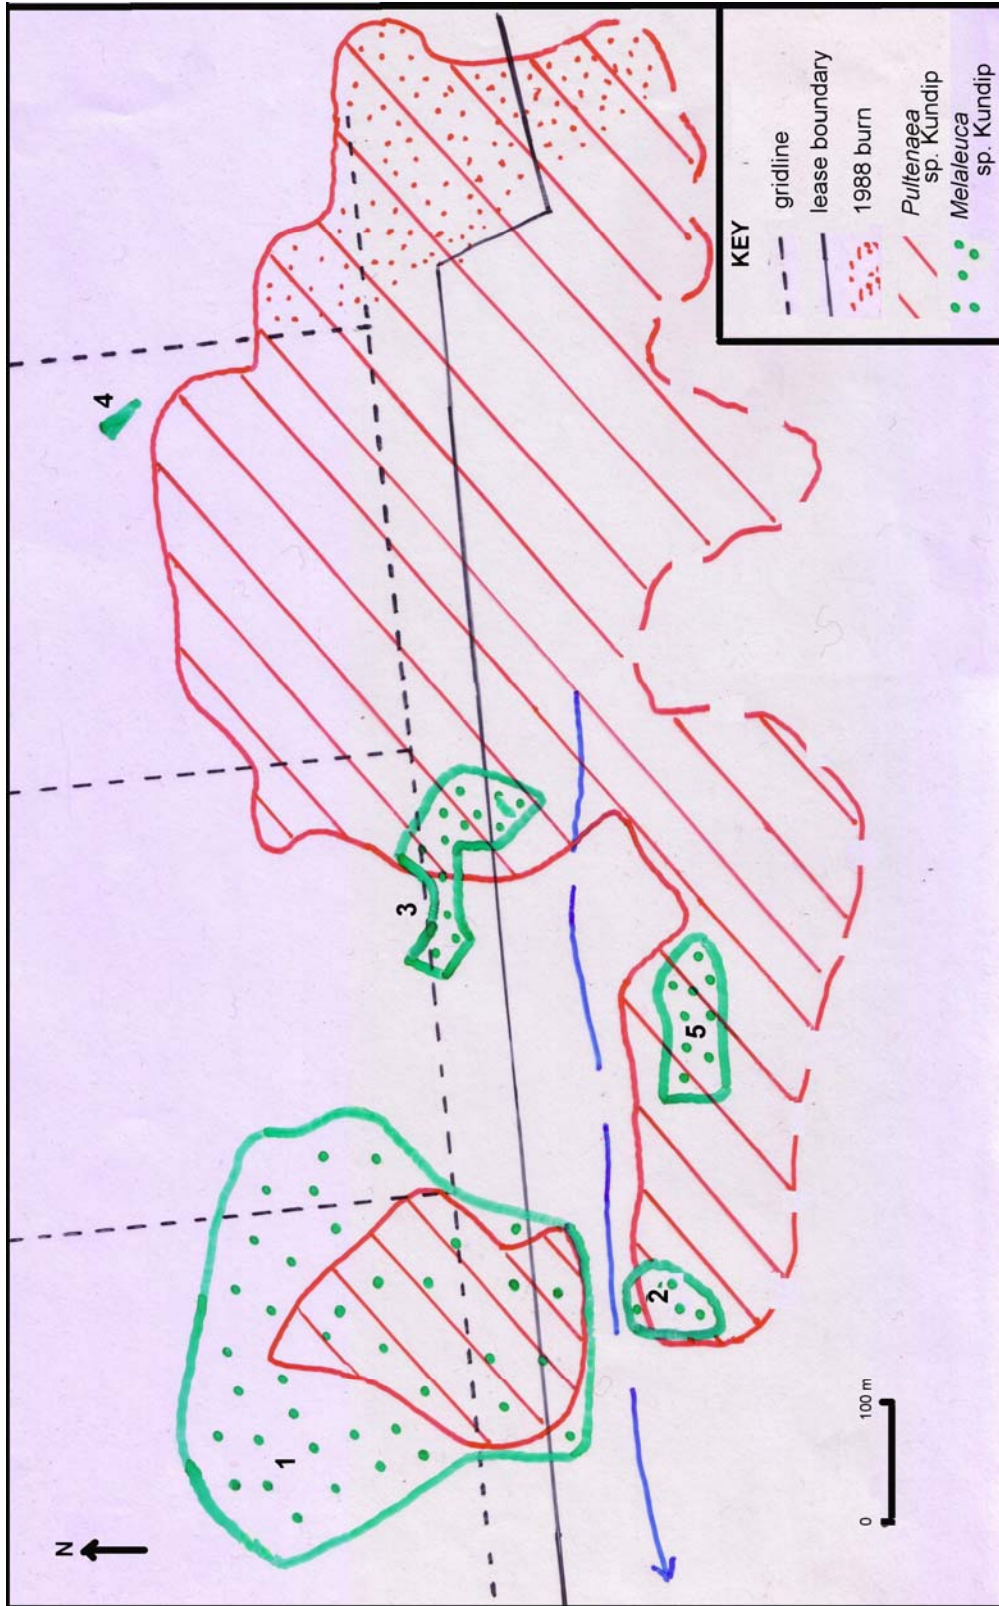 N
4
3
1
5
2
0 100 m
KEY
gridline
lease boundary
1988 burn
Pultenaea
sp. Kundip
Melaleuca
sp. Kundip